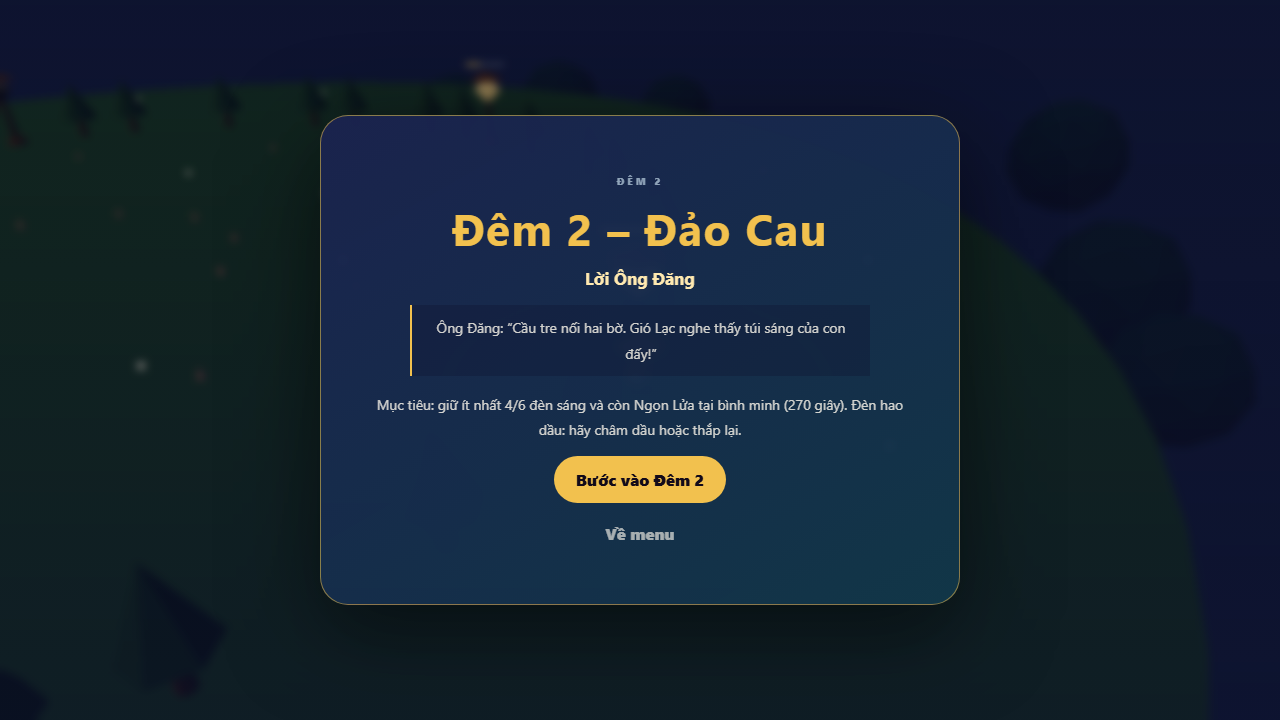 ĐÊM 2
Đêm 2 – Đảo Cau
Lời Ông Đăng
Ông Đăng: “Cầu tre nối hai bờ. Gió Lạc nghe thấy túi sáng của con
đấy!”
Mục tiêu: giữ ít nhất 4/6 đèn sáng và còn Ngọn Lửa tại bình minh (270 giây). Đèn hao
dầu: hãy châm dầu hoặc thắp lại.
Bước vào Đêm 2
Về menu